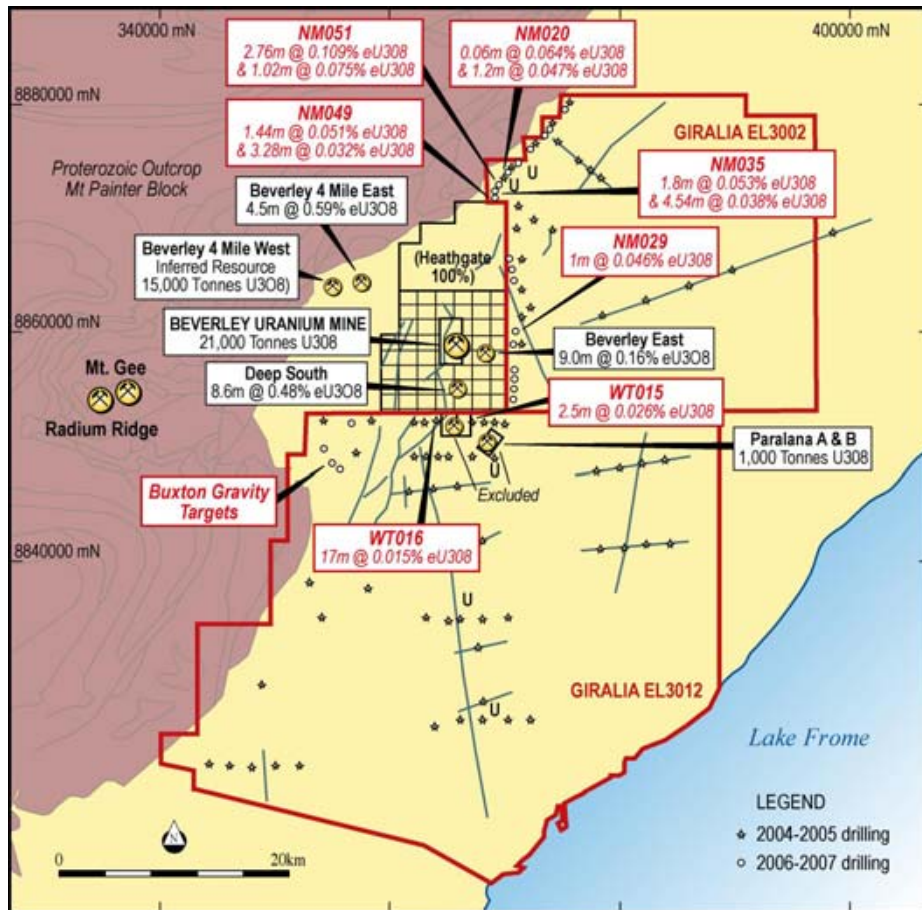 340000 mN
400000 mN
8880000 mN
8860000 mN
8840000 mN
NM051
2.76m @ 0.109% eU308
& 1.02m @ 0.075% eU308
NM020
0.06m @ 0.064% eU308
& 1.2m @ 0.047% eU308
NM049
1.44m @ 0.051% eU308
& 3.28m @ 0.032% eU308
GIRALIA EL3002
NM035
1.8m @ 0.053% eU308
& 4.54m @ 0.038% eU308
Proterozoic Outcrop
Mt Painter Block
U
U
Beverley 4 Mile East
4.5m @ 0.59% eU3O8
NM029
1m @ 0.046% eU308
Beverley 4 Mile West
Inferred Resource
15,000 Tonnes U3O8)
(Heathgate
100%)
BEVERLEY URANIUM MINE
21,000 Tonnes U308
Beverley East
9.0m @ 0.16% eU3O8
Deep South
8.6m @ 0.48% eU3O8
Mt. Gee
Radium Ridge
WT015
2.5m @ 0.026% eU308
Paralana A & B
1,000 Tonnes U308
U
Excluded
Buxton Gravity
Targets
WT016
17m @ 0.015% eU308
U
GIRALIA EL3012
U
Lake Frome
N
0
20km
LEGEND
2004-2005 drilling
2006-2007 drilling